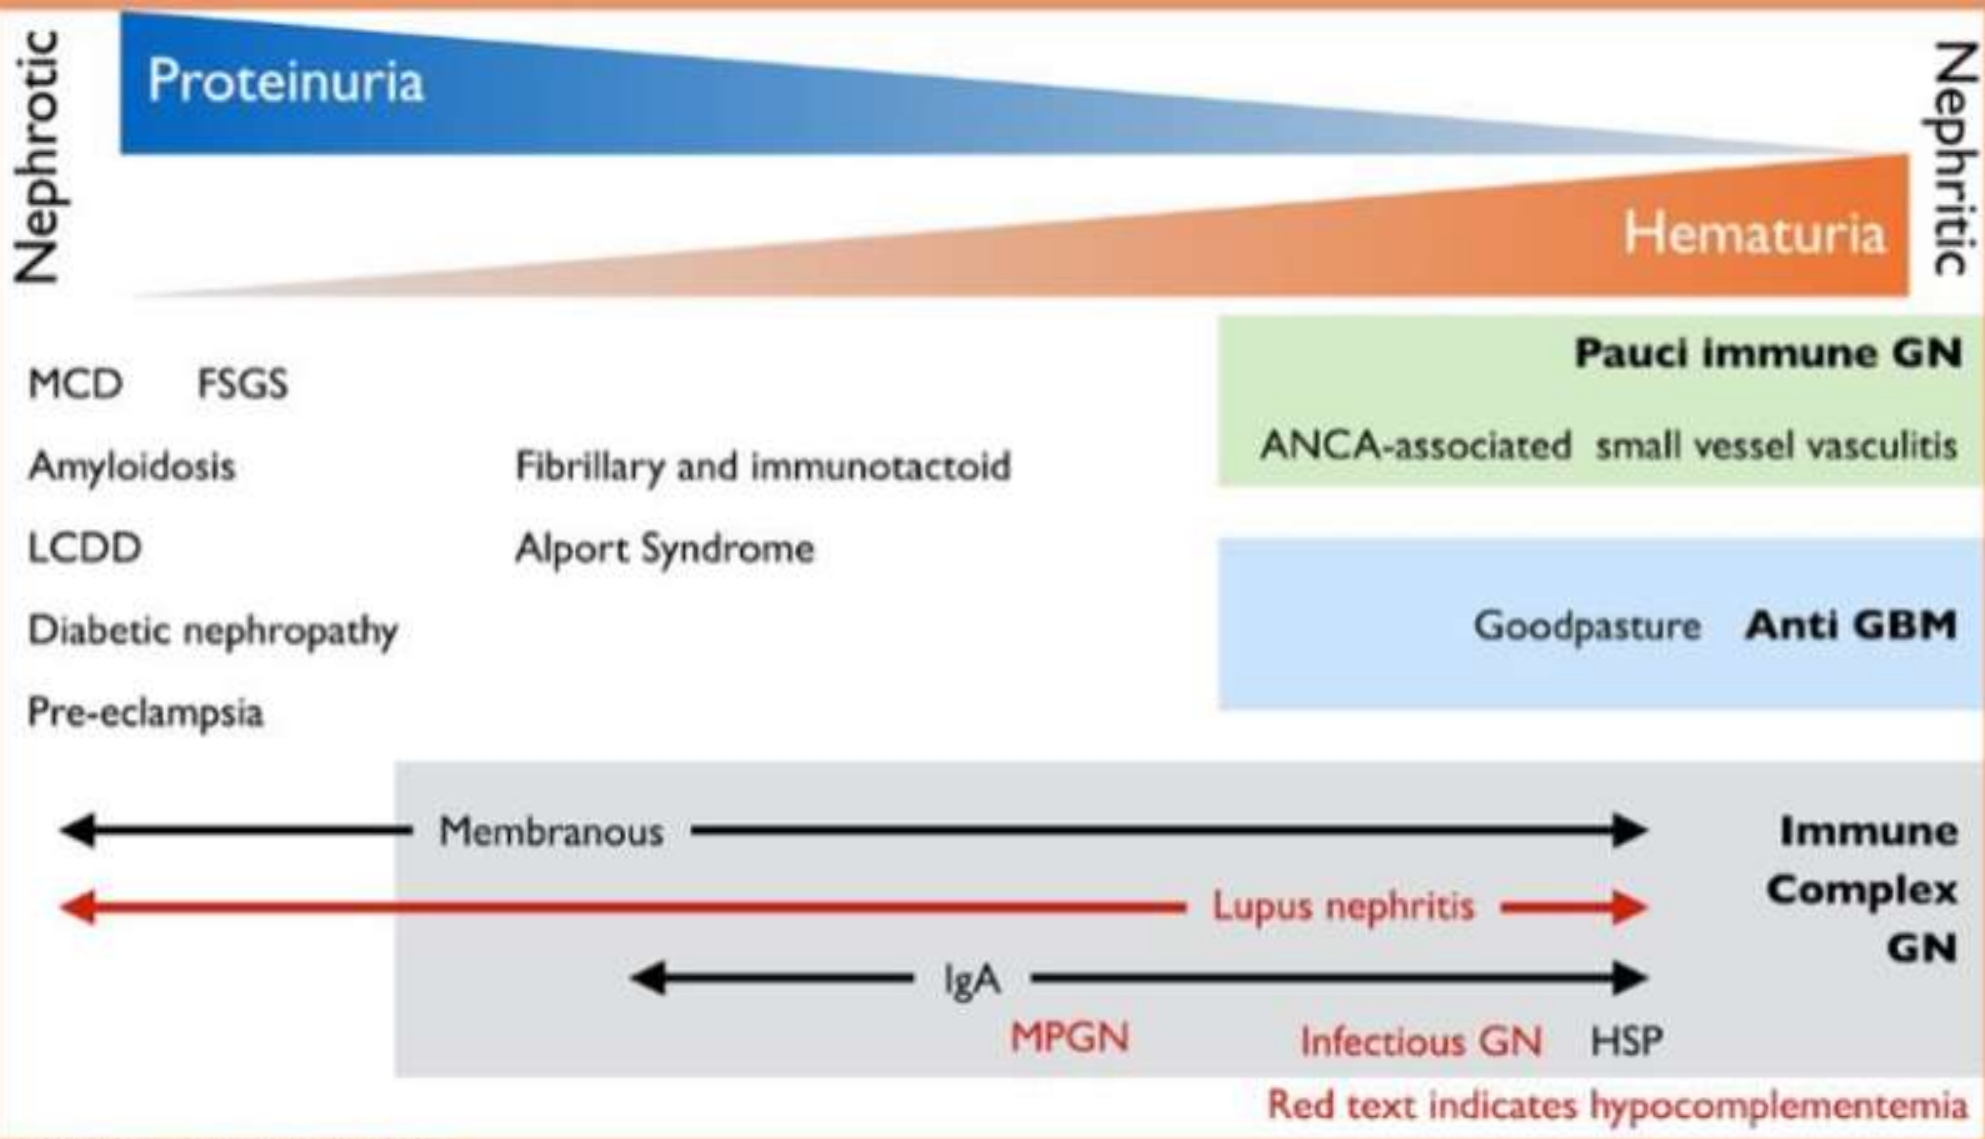 Nephrotic
Proteinuria
Nephritic
Hematuria
MCD FSGS
Pauci immune GN
ANCA-associated small vessel vasculitis
Amyloidosis
Fibrillary and immunotactoid
LCDD
Alport Syndrome
Diabetic nephropathy
Goodpasture Anti GBM
Pre-eclampsia
Membranous
Lupus nephritis
IgA
MPGN
Infectious GN
HSP
Immune
Complex
GN
Red text indicates hypocomplementemia